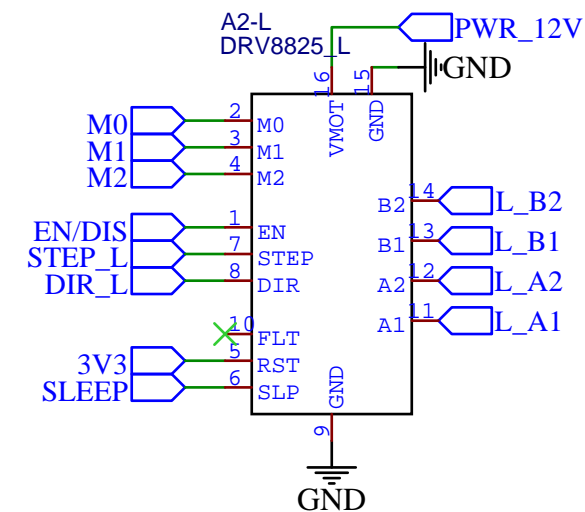 A2-L
DRV8825_L
PWR_12V
GND
16
15
VMOT
GND
M0
2
M0
M1
3
M1
M2
4
M2
14
B2
L_B2
EN/DIS
1
EN
13
B1
L_B1
STEP_L
7
STEP
12
A2
L_A2
DIR_L
8
DIR
11
A1
L_A1
10
FLT
3V3
5
RST
SLEEP
6
SLP
GND
9
GND